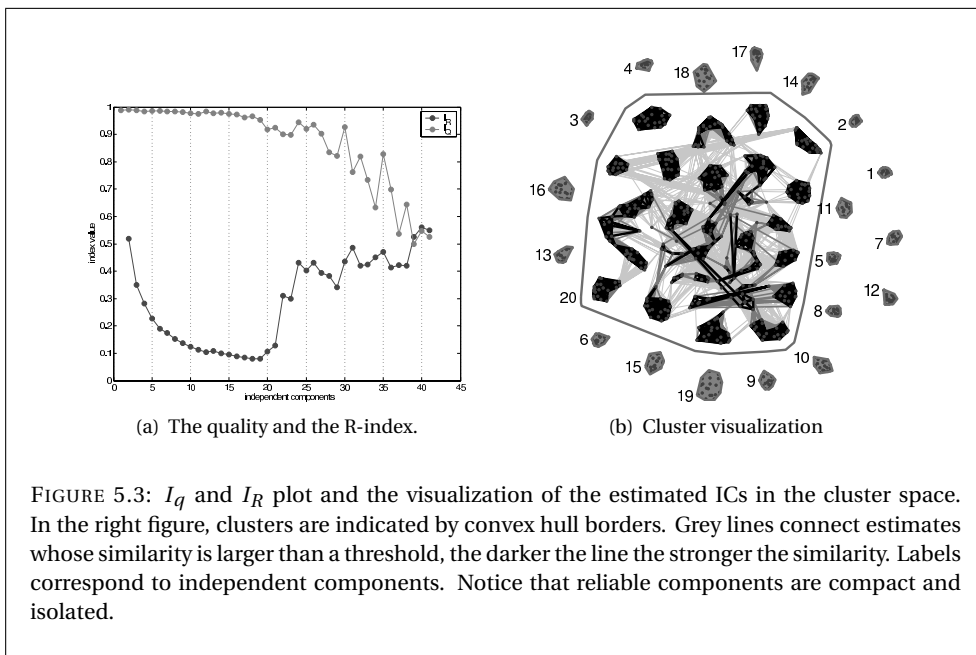 1
0.9
0.8
0.7
0.6
0.5
0.4
0.3
0.2
0.1
0
index value
0 5 10 15 20 25 30 35 40 45
independent components
I_R
(a) The quality and the R-index.
17
4
18
14
3
2
1
16
11
7
13
5
12
20
8
6
15
10
9
19
(b) Cluster visualization
FIGURE 5.3: I_q and I_R plot and the visualization of the estimated ICs in the cluster space.
In the right figure, clusters are indicated by convex hull borders. Grey lines connect estimates
whose similarity is larger than a threshold, the darker the line the stronger the similarity. Labels
correspond to independent components. Notice that reliable components are compact and
isolated.